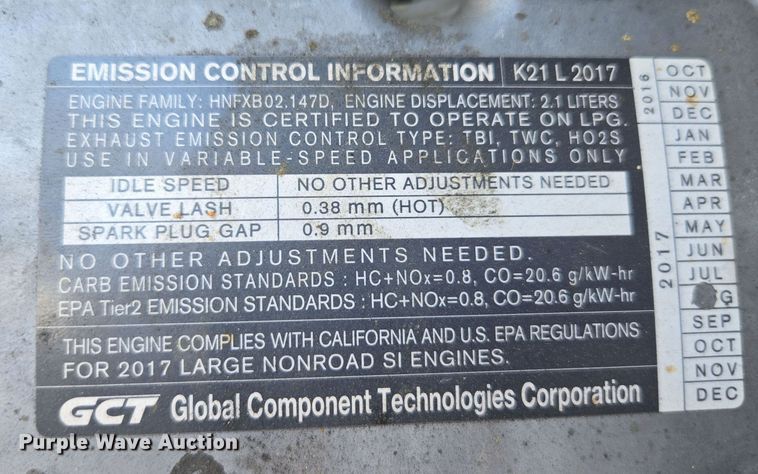 EMISSION CONTROL INFORMATION K21 L 2017
ENGINE FAMILY: HNFXB02.147D, ENGINE DISPLACEMENT: 2.1 LITERS
THIS ENGINE IS CERTIFIED TO OPERATE ON LPG.
EXHAUST EMISSION CONTROL TYPE: TBI, TWC, HO2S
USE IN VARIABLE-SPEED APPLICATIONS ONLY
IDLE SPEED NO OTHER ADJUSTMENTS NEEDED
VALVE LASH 0.38 mm (HOT)
SPARK PLUG GAP 0.9 mm
NO OTHER ADJUSTMENTS NEEDED.
CARB EMISSION STANDARDS : HC+NOx=0.8, CO=20.6 g/kW-hr
EPA Tier2 EMISSION STANDARDS : HC+NOx=0.8, CO=20.6 g/kW-hr
THIS ENGINE COMPLIES WITH CALIFORNIA AND U.S. EPA REGULATIONS
FOR 2017 LARGE NONROAD SI ENGINES.
GCT Global Component Technologies Corporation
2016
OCT
NOV
DEC
2017
JAN
FEB
MAR
APR
MAY
JUN
JUL
SEP
OCT
NOV
DEC
Purple Wave Auction